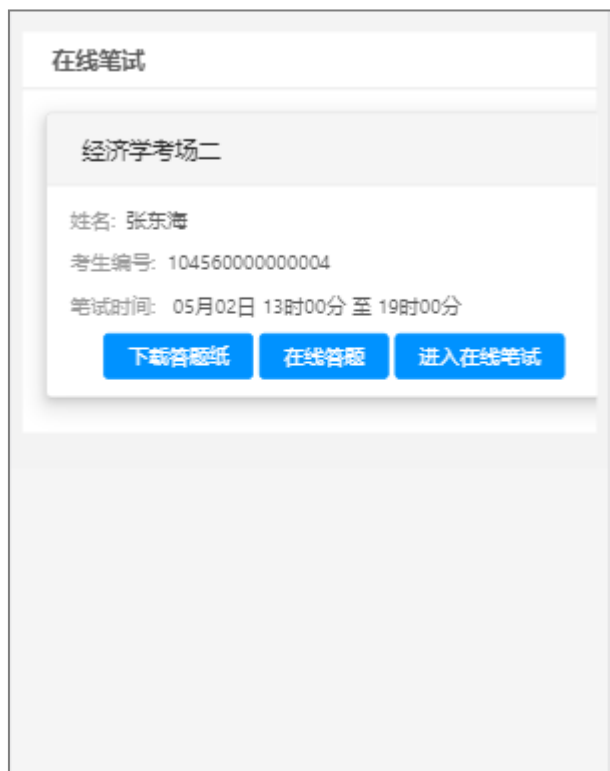 在线笔试
经济学考场二
姓名: 张东海
考生编号: 104560000000004
笔试时间: 05月02日 13时00分 至 19时00分
下载答题纸 在线答题 进入在线笔试